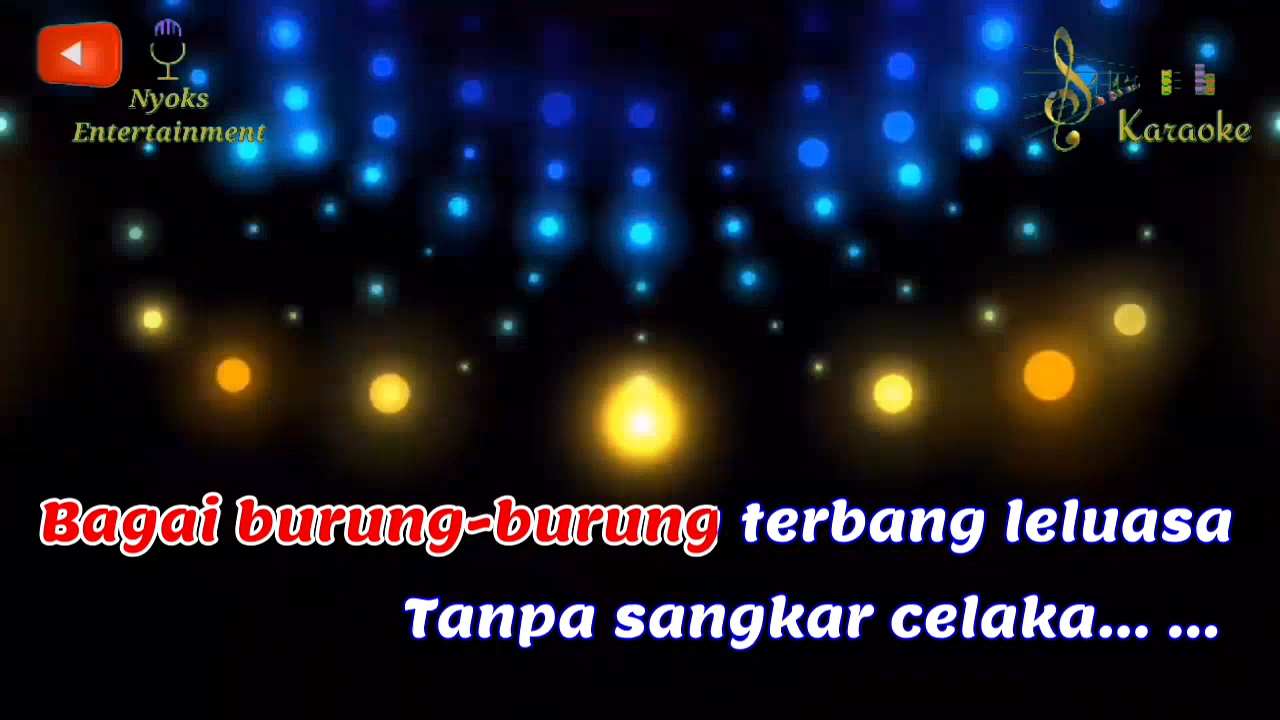 Nyoks
Entertainment
Karaoke
Bagai burung-burung terbang leluasa
Tanpa sangkar celaka... ...